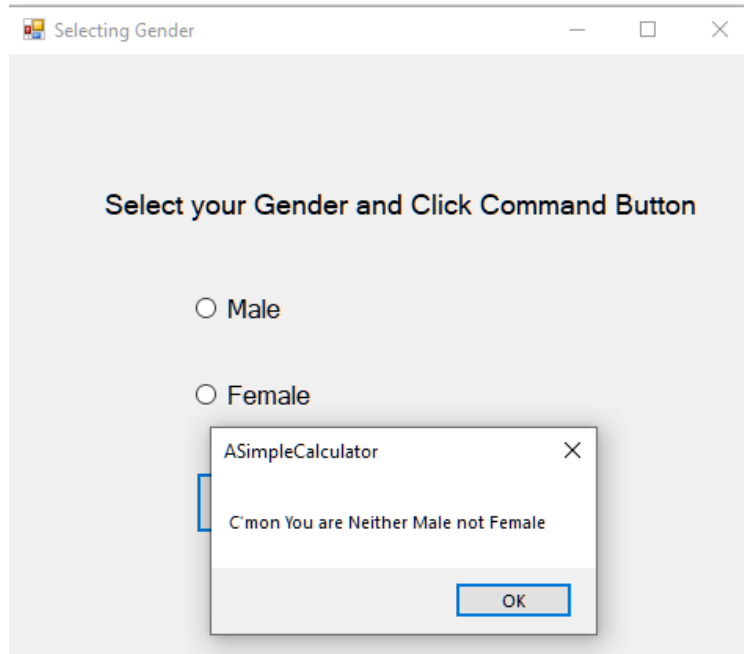 Selecting Gender
Select your Gender and Click Command Button
Male
Female
ASimpleCalculator
C'mon You are Neither Male not Female
OK